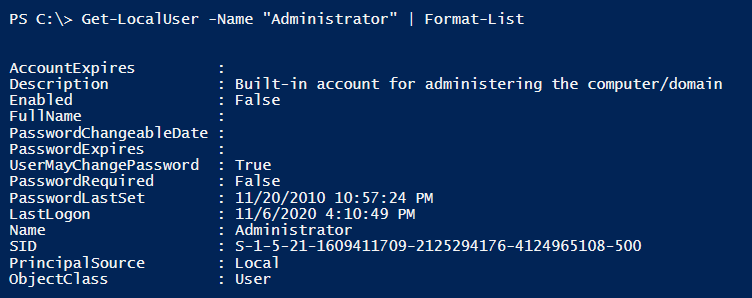 PS C:\> Get-LocalUser -Name "Administrator" | Format-List
AccountExpires :
Description : Built-in account for administering the computer/domain
Enabled : False
FullName :
PasswordChangeableDate :
PasswordExpires :
UserMayChangePassword : True
PasswordRequired : False
PasswordLastSet : 11/20/2010 10:57:24 PM
LastLogon : 11/6/2020 4:10:49 PM
Name : Administrator
SID : S-1-5-21-1609411709-2125294176-4124965108-500
PrincipalSource : Local
ObjectClass : User